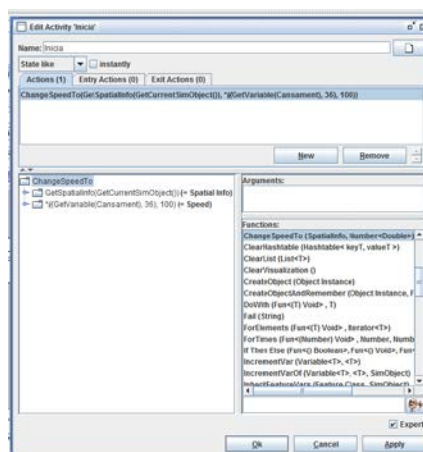 Edit Activity 'Inicia'
Name: Inicia
State like instantly
Actions (1) Entry Actions (0) Exit Actions (0)
ChangeSpeedTo(GetSpatialInfo(GetCurrentSimObject()), *(/(GetVariable(Cansament), 36), 100))
New Remove
ChangeSpeedTo
GetSpatialInfo(GetCurrentSimObject()) (= Spatial Info)
*(/(GetVariable(Cansament), 36), 100) (= Speed)
Arguments:
Functions:
ChangeSpeedTo (SpatialInfo, Number<Double>)
ClearHashtable (Hashtable< keyT, valueT >)
ClearList (List<T>)
ClearVisualization ()
CreateObject (Object Instance)
CreateObjectAndRemember (Object Instance, F
DoWith (Fun<(T) Void> , T)
Fail (String)
ForElements (Fun<(T) Void> , Iterator<T>)
ForTimes (Fun<(Number) Void> , Number, Numb
If Then Else (Fun<() Boolean>, Fun<() Void>, Fun<
IncrementVar (Variable<T>, <T>)
IncrementVarOf (Variable<T>, <T>, SimObject)
InheritFeatureVars (Feature Class, SimObject)
Expert
Ok Cancel Apply